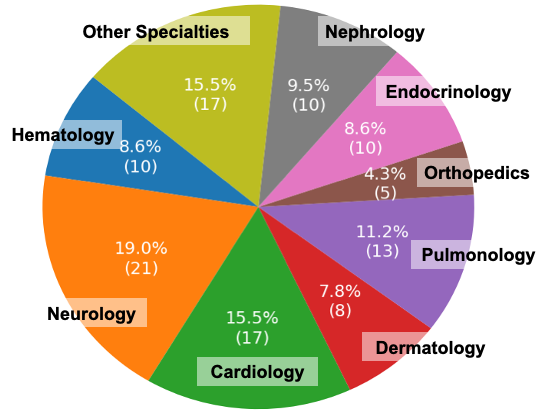 Other Specialties
15.5%
(17)
Nephrology
9.5%
(10)
Endocrinology
8.6%
(10)
Orthopedics
4.3%
(5)
Pulmonology
11.2%
(13)
Dermatology
7.8%
(8)
Cardiology
15.5%
(17)
Neurology
19.0%
(21)
Hematology
8.6%
(10)